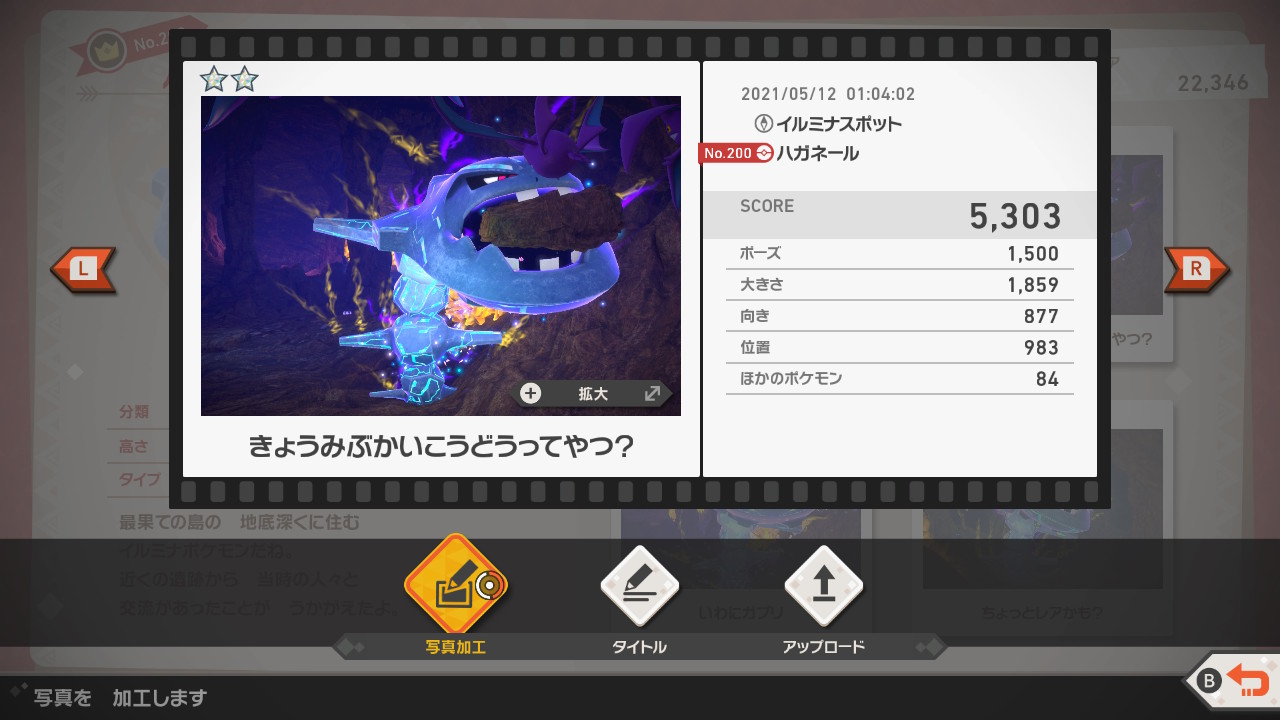 No.2
22,346
2021/05/12 01:04:02
イルミナスポット
No.200 ハガネール
SCORE 5,303
ポーズ 1,500
大きさ 1,859
向き 877
位置 983
ほかのポケモン 84
L
R
+ 拡大
きょうみぶかいこうどうってやつ?
やつ?
分類
高さ
タイプ
最果ての島の 地底深くに住む
イルミナポケモンだね。
近くの遺跡から 当時の人々と
交流があったことが うかがえたよ。
いわにガブリ
ちょっとレアかも?
写真加工
タイトル
アップロード
B
写真を 加工します